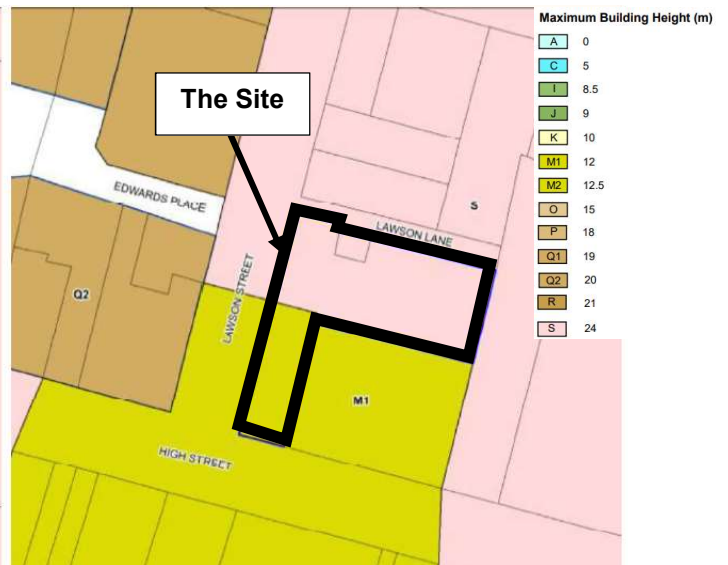 The Site
EDWARDS PLACE
LAWSON LANE
S
LAWSON STREET
Q2
M1
HIGH STREET
Maximum Building Height (m)
A 0
C 5
I 8.5
J 9
K 10
M1 12
M2 12.5
O 15
P 18
Q1 19
Q2 20
R 21
S 24